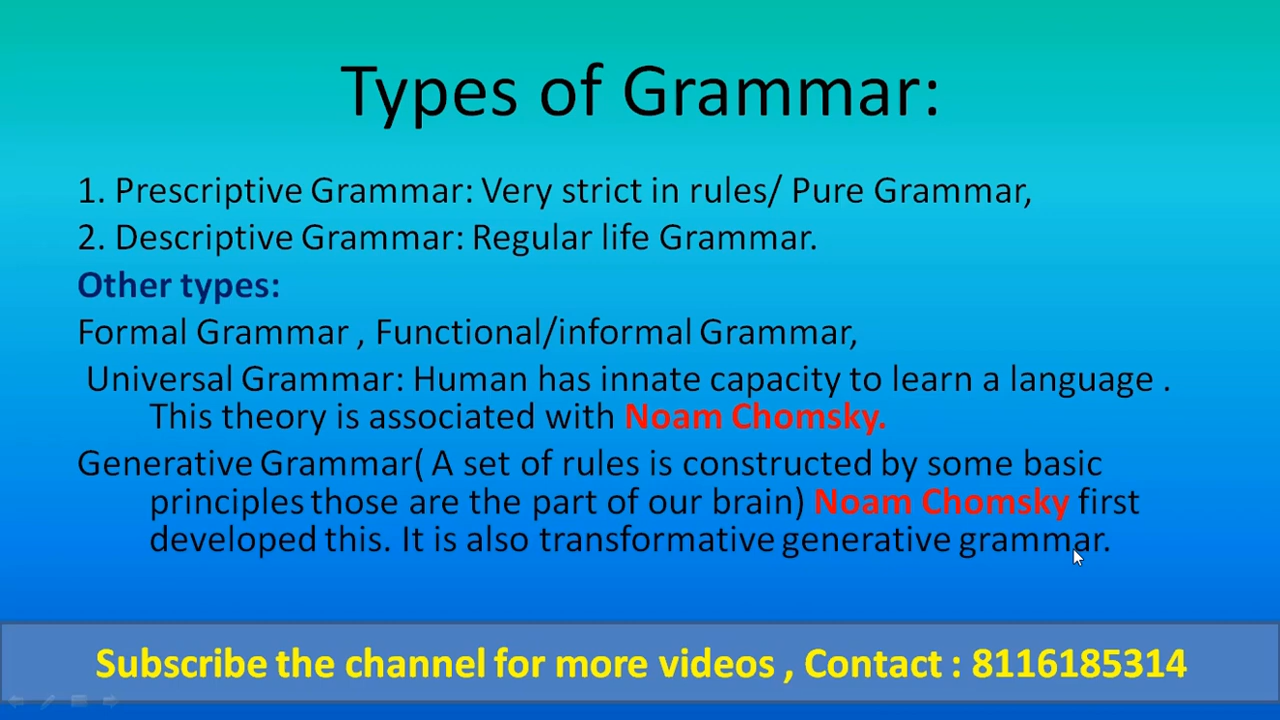 Types of Grammar:
1. Prescriptive Grammar: Very strict in rules/ Pure Grammar,
2. Descriptive Grammar: Regular life Grammar.
Other types:
Formal Grammar , Functional/informal Grammar,
Universal Grammar: Human has innate capacity to learn a language .
This theory is associated with Noam Chomsky.
Generative Grammar( A set of rules is constructed by some basic
principles those are the part of our brain) Noam Chomsky first
developed this. It is also transformative generative grammar.
Subscribe the channel for more videos , Contact : 8116185314